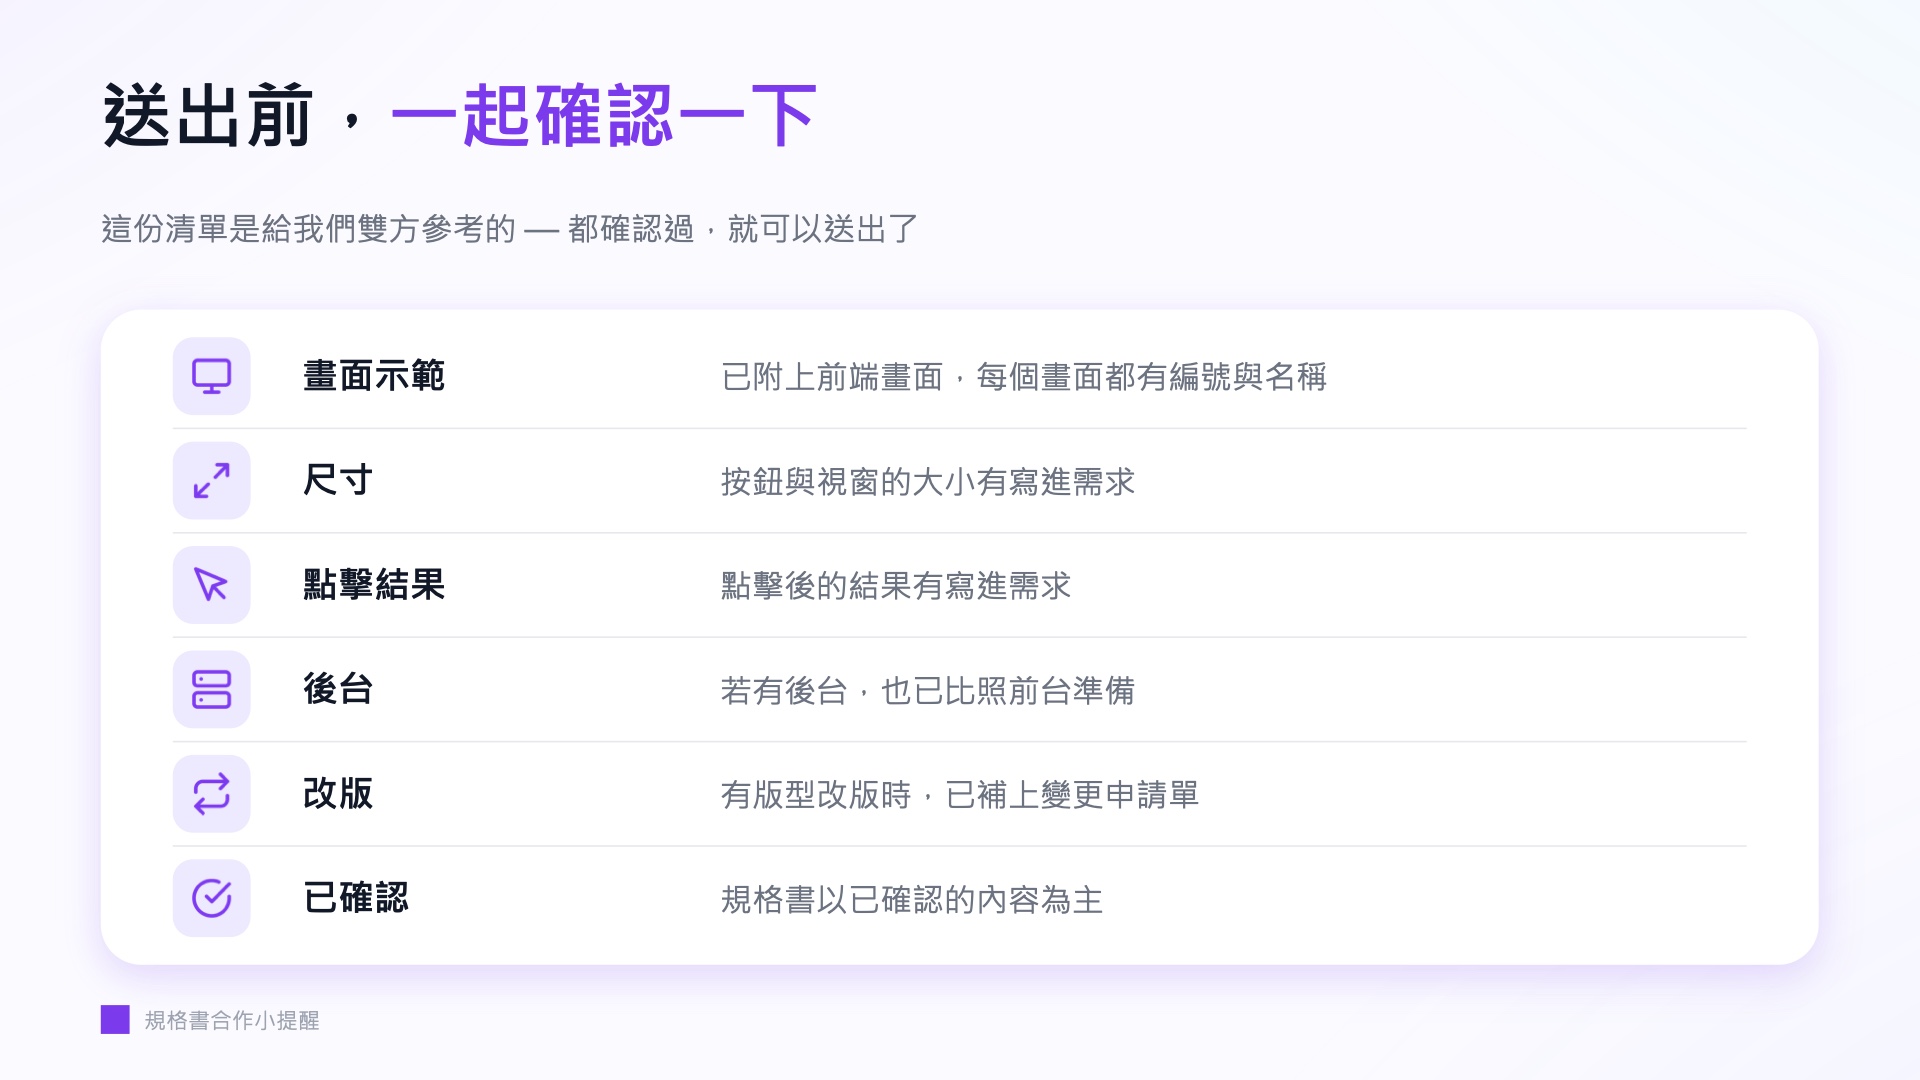 送出前，一起確認一下
這份清單是給我們雙方參考的 — 都確認過，就可以送出了
畫面示範
已附上前端畫面，每個畫面都有編號與名稱
尺寸
按鈕與視窗的大小有寫進需求
點擊結果
點擊後的結果有寫進需求
後台
若有後台，也已比照前台準備
改版
有版型改版時，已補上變更申請單
已確認
規格書以已確認的內容為主
規格書合作小提醒